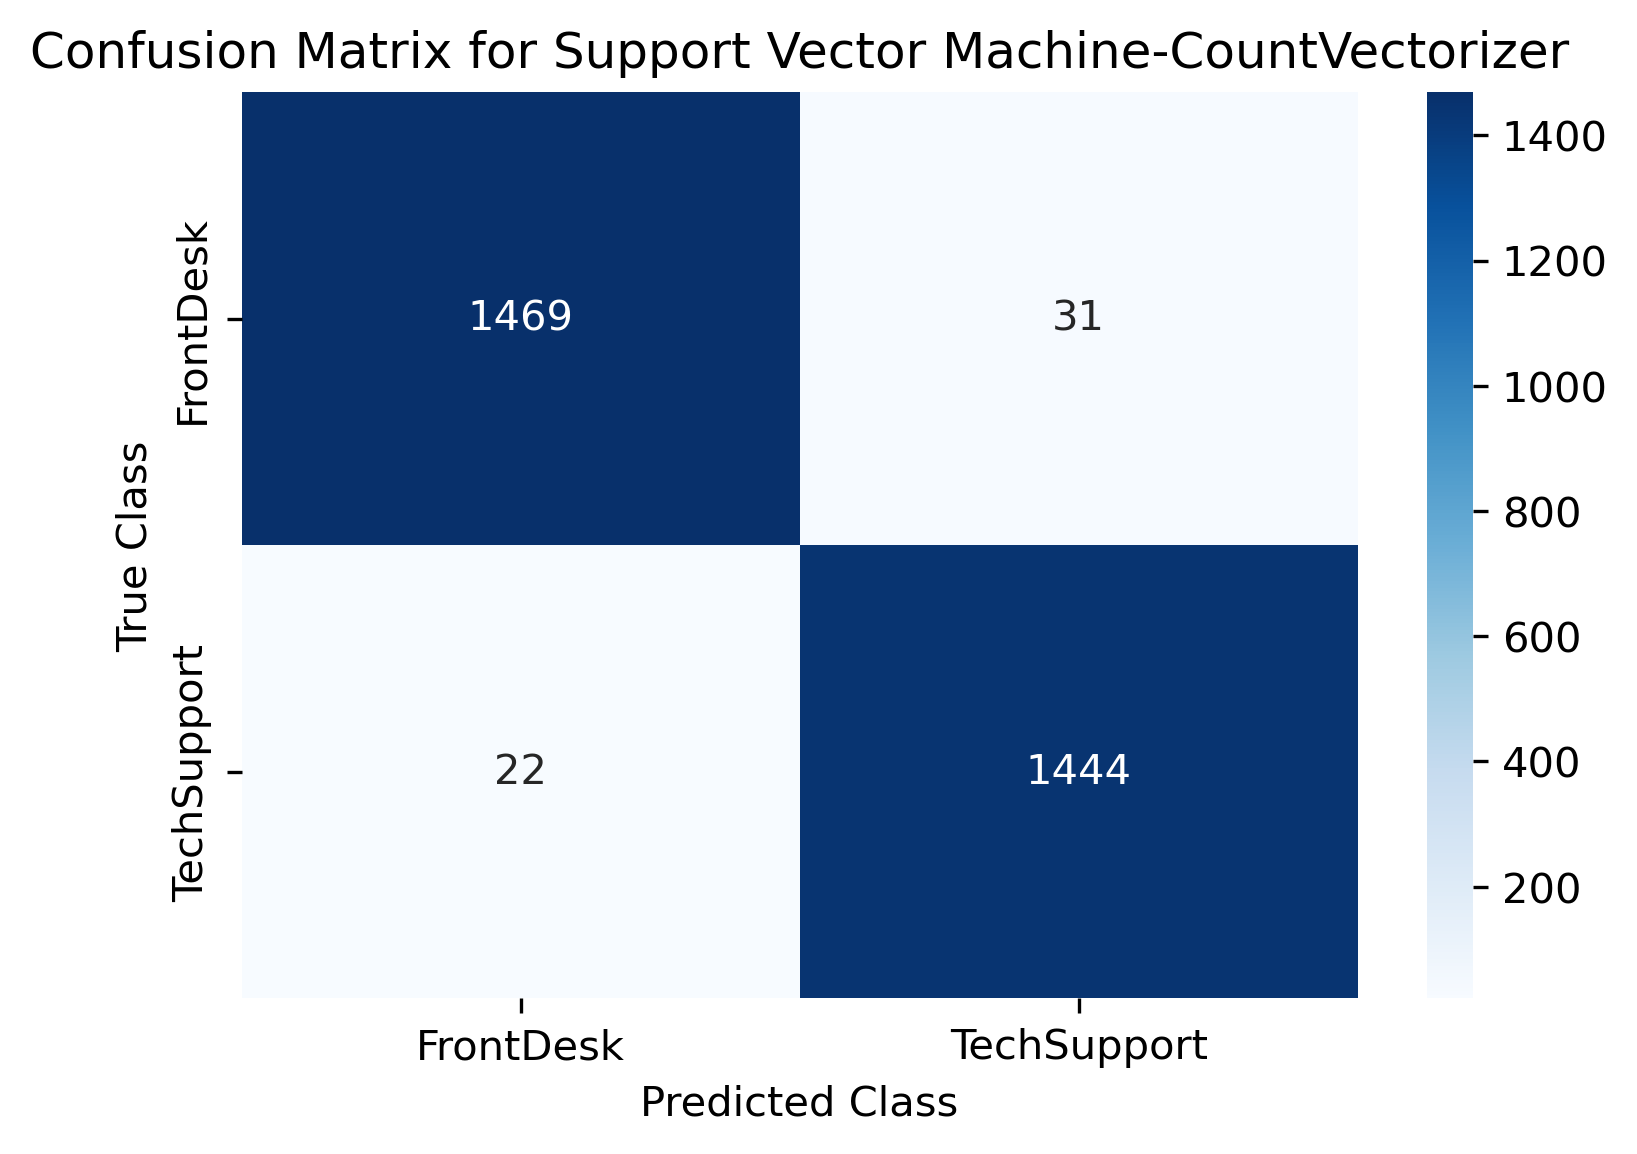 Confusion Matrix for Support Vector Machine-CountVectorizer
True Class
FrontDesk
TechSupport
1469
31
22
1444
FrontDesk
TechSupport
Predicted Class
1400
1200
1000
800
600
400
200